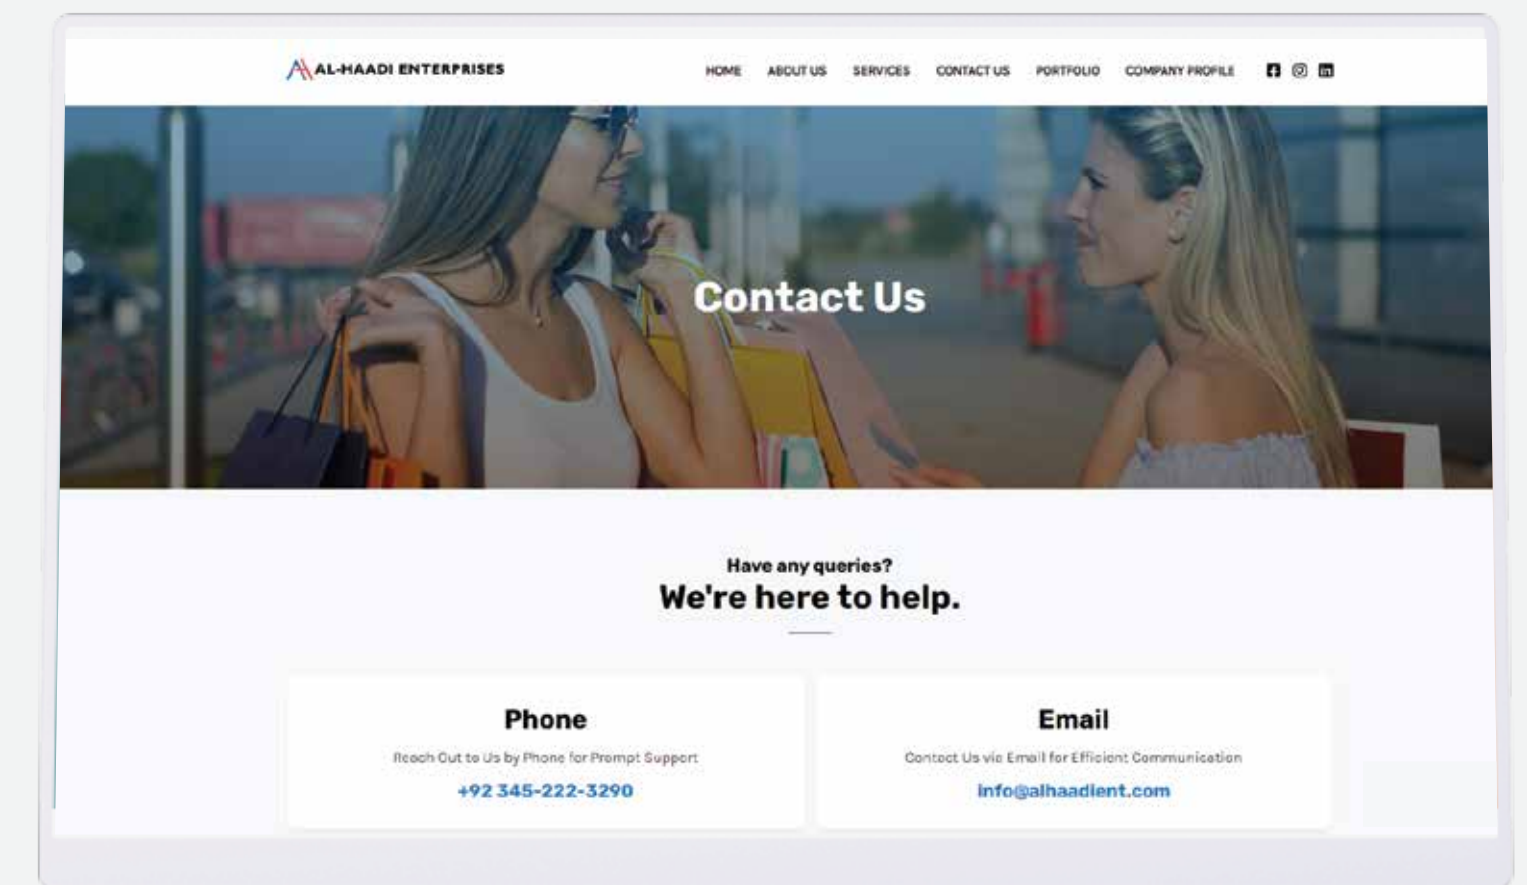 AL-HAADI ENTERPRISES
HOME ABOUT US SERVICES CONTACT US PORTFOLIO COMPANY PROFILE
Contact Us
Have any queries?
We're here to help.
Phone
Reach Out to Us by Phone for Prompt Support
+92 345-222-3290
Email
Contact Us via Email for Efficient Communication
info@alhaadient.com